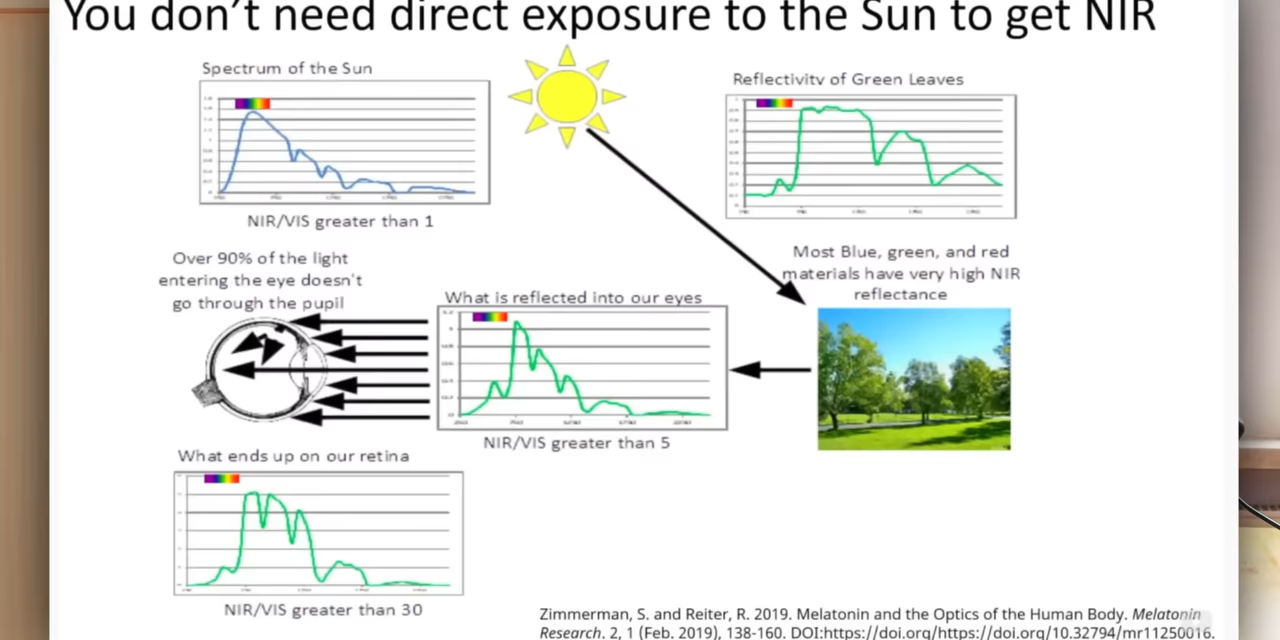 You don't need direct exposure to the Sun to get NIR
Spectrum of the Sun
NIR/VIS greater than 1
Reflectivity of Green Leaves
Most Blue, green, and red
materials have very high NIR
reflectance
Over 90% of the light
entering the eye doesn't
go through the pupil
What is reflected into our eyes
NIR/VIS greater than 5
What ends up on our retina
NIR/VIS greater than 30
Zimmerman, S. and Reiter, R. 2019. Melatonin and the Optics of the Human Body. Melatonin
Research. 2, 1 (Feb. 2019), 138-160. DOI:https://doi.org/https://doi.org/10.32794/mr11250016